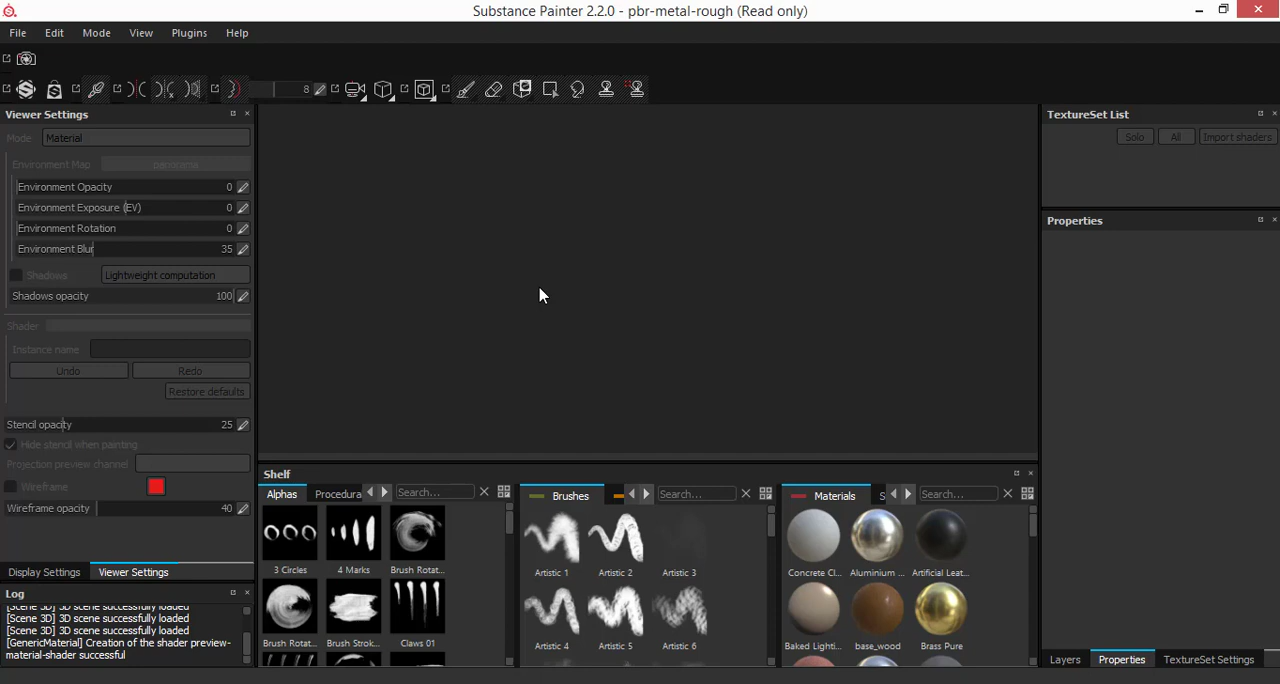 Substance Painter 2.2.0 - pbr-metal-rough (Read only)
File Edit Mode View Plugins Help
8
Viewer Settings
Mode Material
Environment Map panorama
Environment Opacity 0
Environment Exposure (EV) 0
Environment Rotation 0
Environment Blur 35
Shadows Lightweight computation
Shadows opacity 100
Shader
Instance name
Undo Redo
Restore defaults
Stencil opacity 25
Hide stencil when painting
Projection preview channel
Wireframe
Wireframe opacity 40
Display Settings Viewer Settings
Log
[Scene 3D] 3D scene successfully loaded
[Scene 3D] 3D scene successfully loaded
[Scene 3D] 3D scene successfully loaded
[GenericMaterial] Creation of the shader preview-
material-shader successful
Shelf
Alphas Procedura Search...
3 Circles 4 Marks Brush Rotat...
Brush Rotat... Brush Strok... Claws 01
Brushes Search...
Artistic 1 Artistic 2 Artistic 3
Artistic 4 Artistic 5 Artistic 6
Materials S Search...
Concrete Cl... Aluminium ... Artificial Leat...
Baked Lighti... base_wood Brass Pure
TextureSet List
Solo All Import shaders
Properties
Layers Properties TextureSet Settings